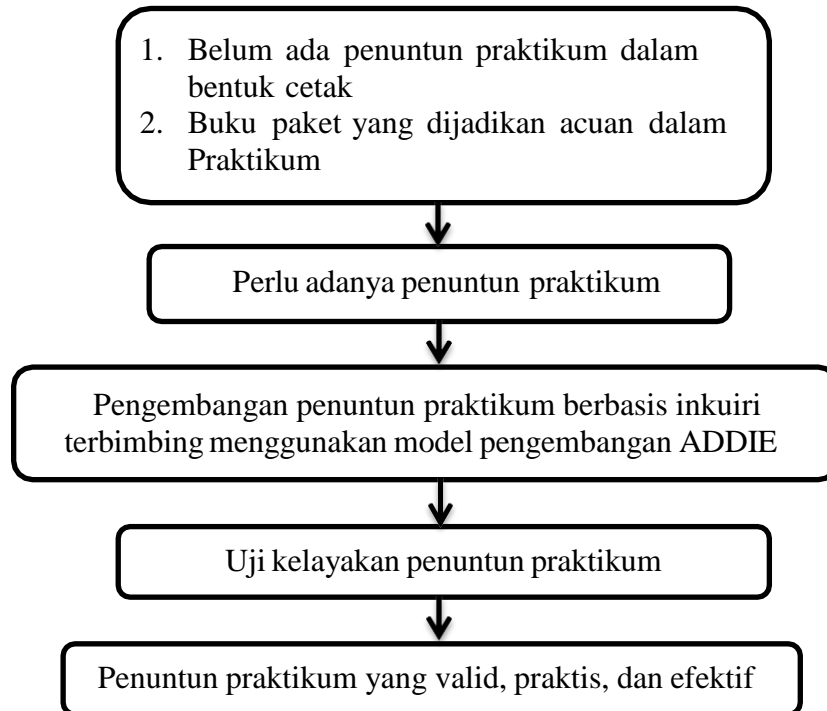 1. Belum ada penuntun praktikum dalam
bentuk cetak
2. Buku paket yang dijadikan acuan dalam
Praktikum
Perlu adanya penuntun praktikum
Pengembangan penuntun praktikum berbasis inkuiri
terbimbing menggunakan model pengembangan ADDIE
Uji kelayakan penuntun praktikum
Penuntun praktikum yang valid, praktis, dan efektif